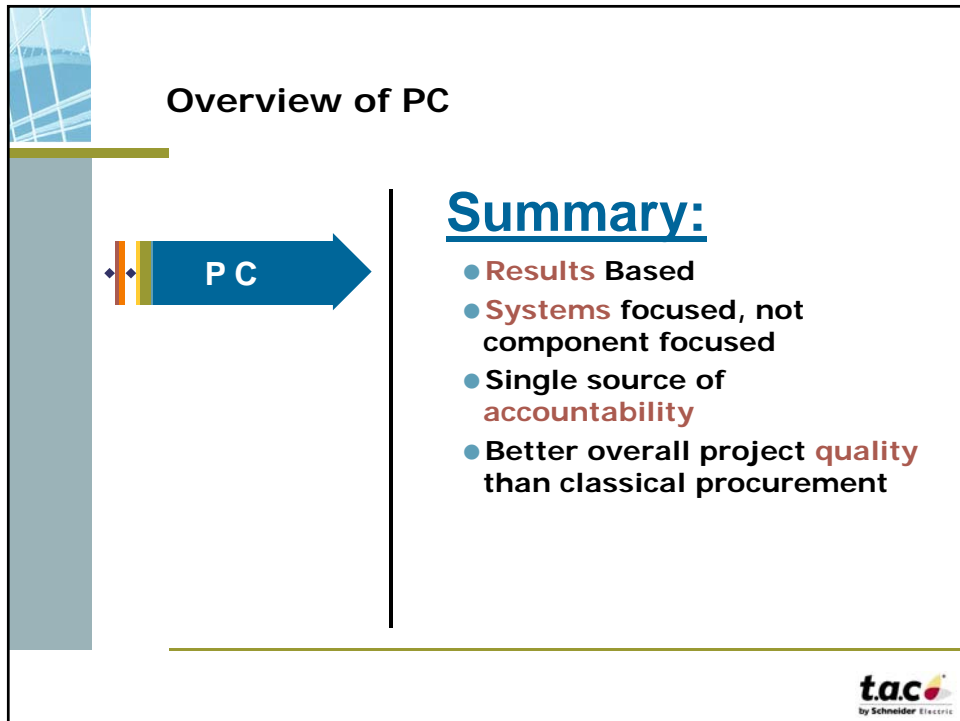 Overview of PC
P C
Summary:
Results Based
Systems focused, not
component focused
Single source of
accountability
Better overall project quality
than classical procurement
t.a.c
by Schneider Electric